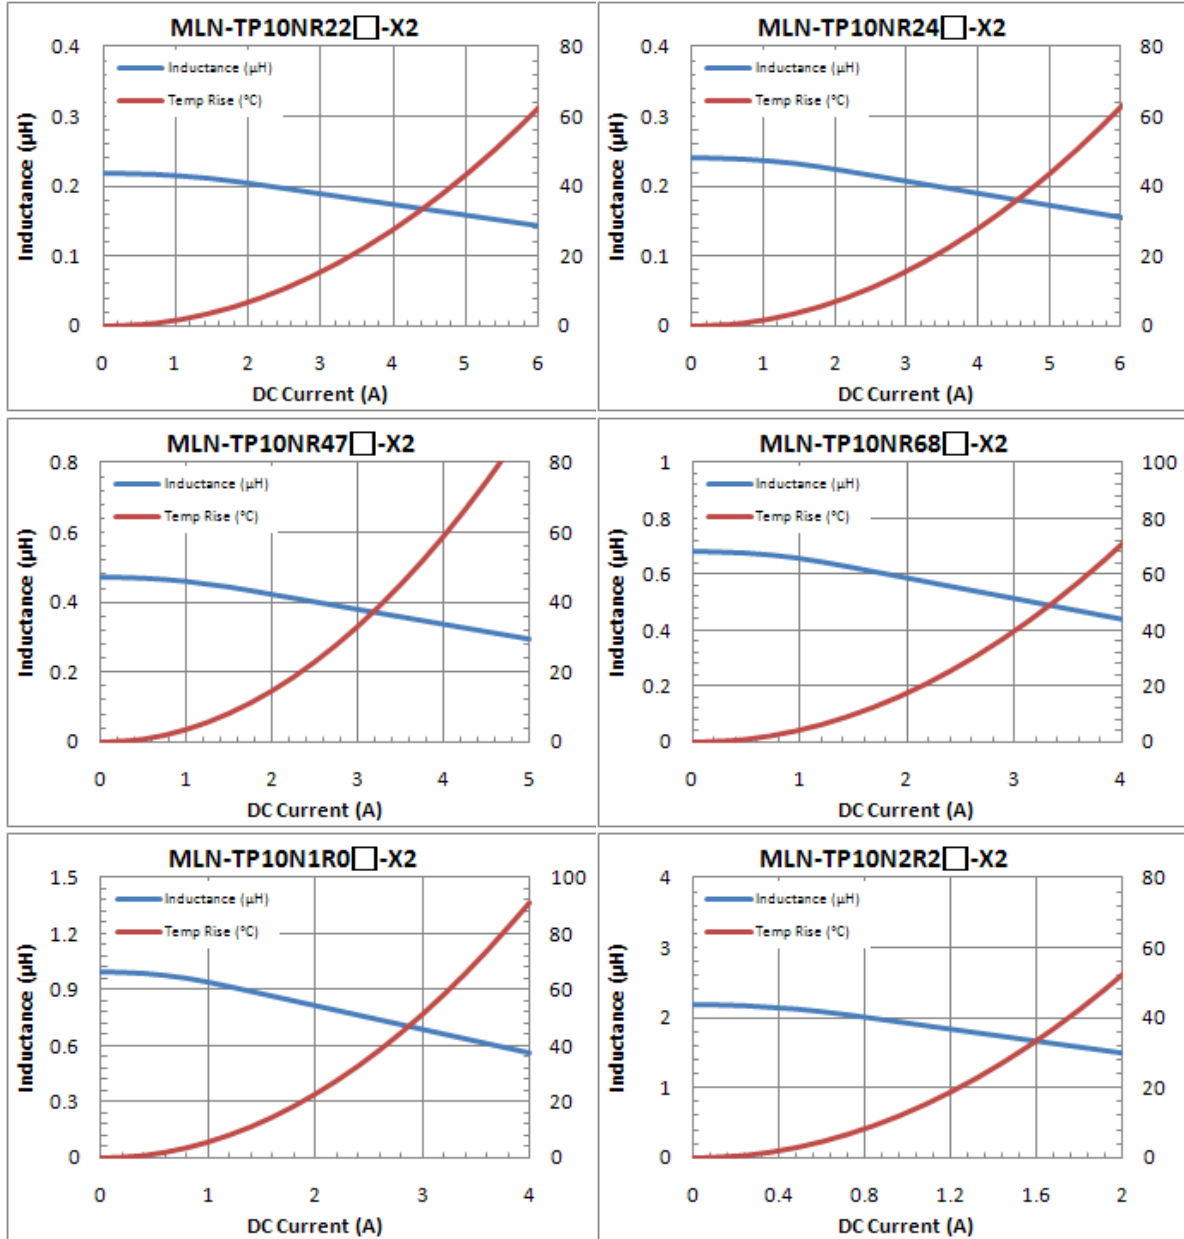 MLN-TP10NR22□-X2
Inductance (µH)
Temp Rise (°C)
Inductance (µH)
0.4
0.3
0.2
0.1
0
80
60
40
20
0
0 1 2 3 4 5 6
DC Current (A)
MLN-TP10NR24□-X2
Inductance (µH)
Temp Rise (°C)
Inductance (µH)
0.4
0.3
0.2
0.1
0
80
60
40
20
0
0 1 2 3 4 5 6
DC Current (A)
MLN-TP10NR47□-X2
Inductance (µH)
Temp Rise (°C)
Inductance (µH)
0.8
0.6
0.4
0.2
0
80
60
40
20
0
0 1 2 3 4 5
DC Current (A)
MLN-TP10NR68□-X2
Inductance (µH)
Temp Rise (°C)
Inductance (µH)
1
0.8
0.6
0.4
0.2
0
100
80
60
40
20
0
0 1 2 3 4
DC Current (A)
MLN-TP10N1R0□-X2
Inductance (µH)
Temp Rise (°C)
Inductance (µH)
1.5
1.2
0.9
0.6
0.3
0
100
80
60
40
20
0
0 1 2 3 4
DC Current (A)
MLN-TP10N2R2□-X2
Inductance (µH)
Temp Rise (°C)
Inductance (µH)
4
3
2
1
0
80
60
40
20
0
0 0.4 0.8 1.2 1.6 2
DC Current (A)